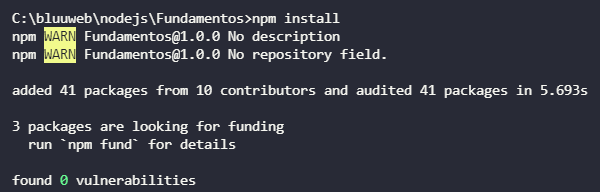 C:\bluuweb\nodejs\Fundamentos>npm install
npm WARN Fundamentos@1.0.0 No description
npm WARN Fundamentos@1.0.0 No repository field.
added 41 packages from 10 contributors and audited 41 packages in 5.693s
3 packages are looking for funding
run `npm fund` for details
found 0 vulnerabilities